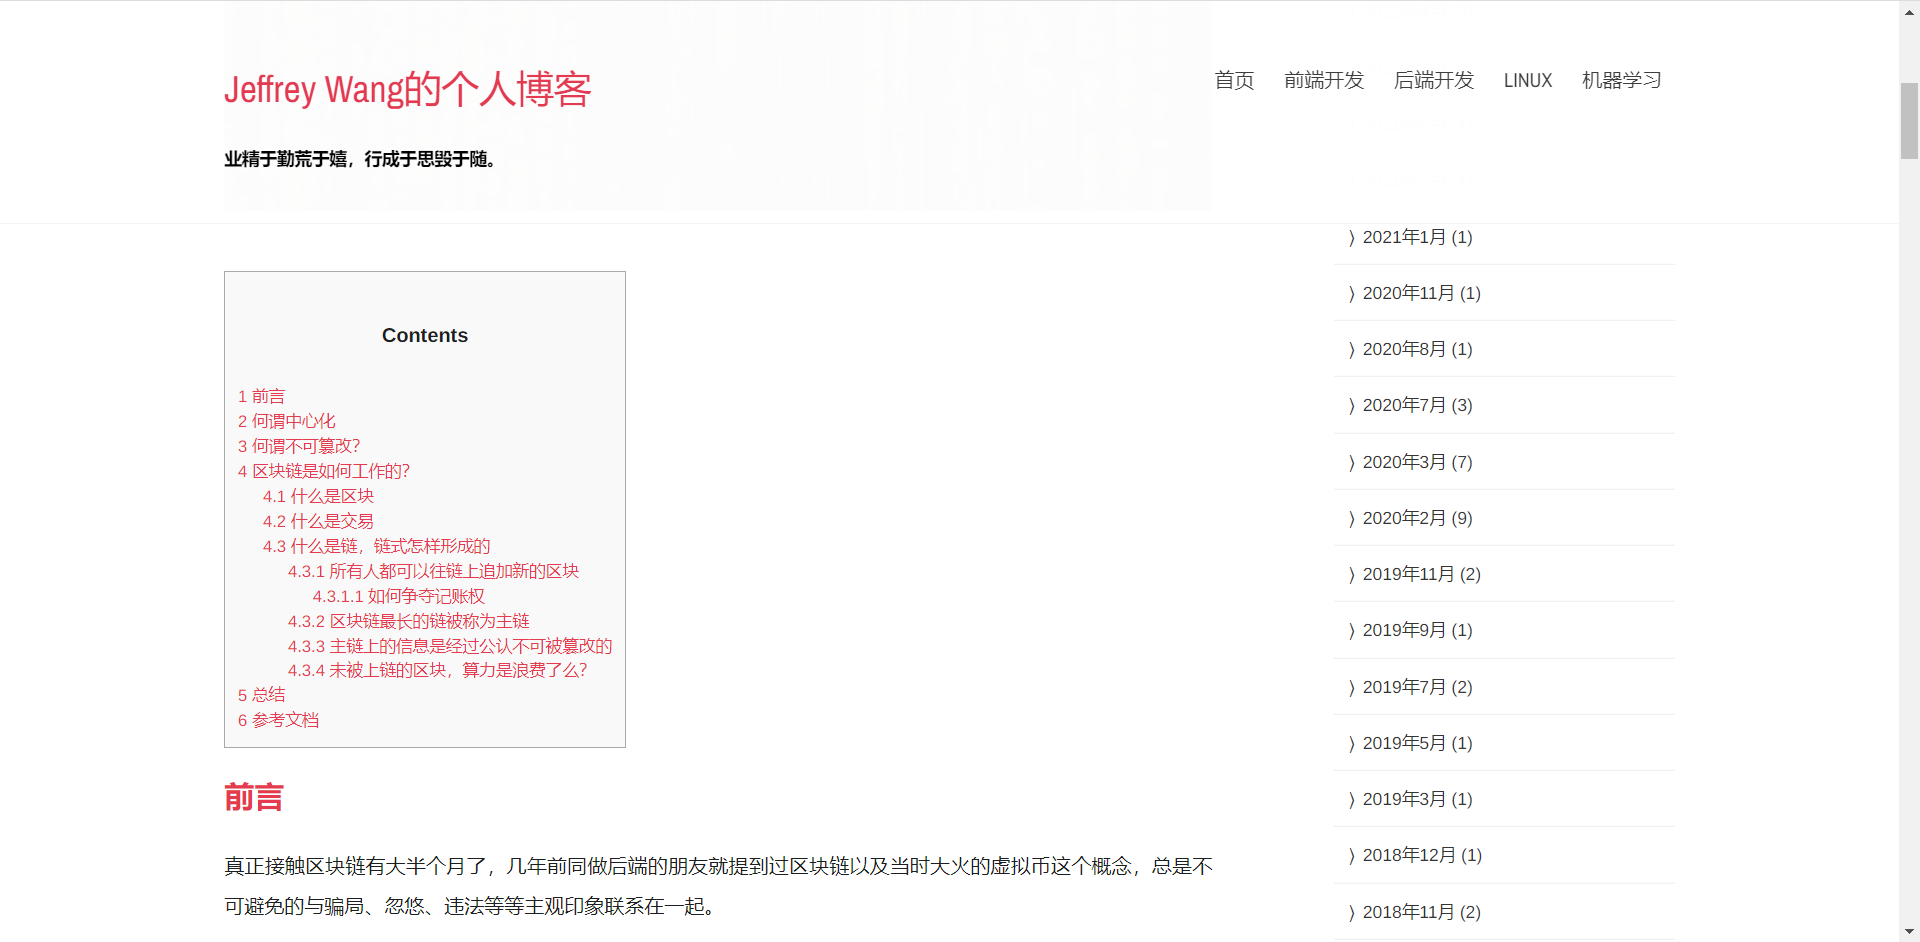 Jeffrey Wang的个人博客
首页 前端开发 后端开发 LINUX 机器学习
业精于勤荒于嬉，行成于思毁于随。
Contents
1 前言
2 何谓中心化
3 何谓不可篡改？
4 区块链是如何工作的？
4.1 什么是区块
4.2 什么是交易
4.3 什么是链，链式怎样形成的
4.3.1 所有人都可以往链上追加新的区块
4.3.1.1 如何争夺记账权
4.3.2 区块链最长的链被称为主链
4.3.3 主链上的信息是经过公认不可被篡改的
4.3.4 未被上链的区块，算力是浪费了么？
5 总结
6 参考文档
前言
真正接触区块链有大半个月了，几年前同做后端的朋友就提到过区块链以及当时大火的虚拟币这个概念，总是不
可避免的与骗局、忽悠、违法等等主观印象联系在一起。
〉2021年1月 (1)
〉2020年11月 (1)
〉2020年8月 (1)
〉2020年7月 (3)
〉2020年3月 (7)
〉2020年2月 (9)
〉2019年11月 (2)
〉2019年9月 (1)
〉2019年7月 (2)
〉2019年5月 (1)
〉2019年3月 (1)
〉2018年12月 (1)
〉2018年11月 (2)